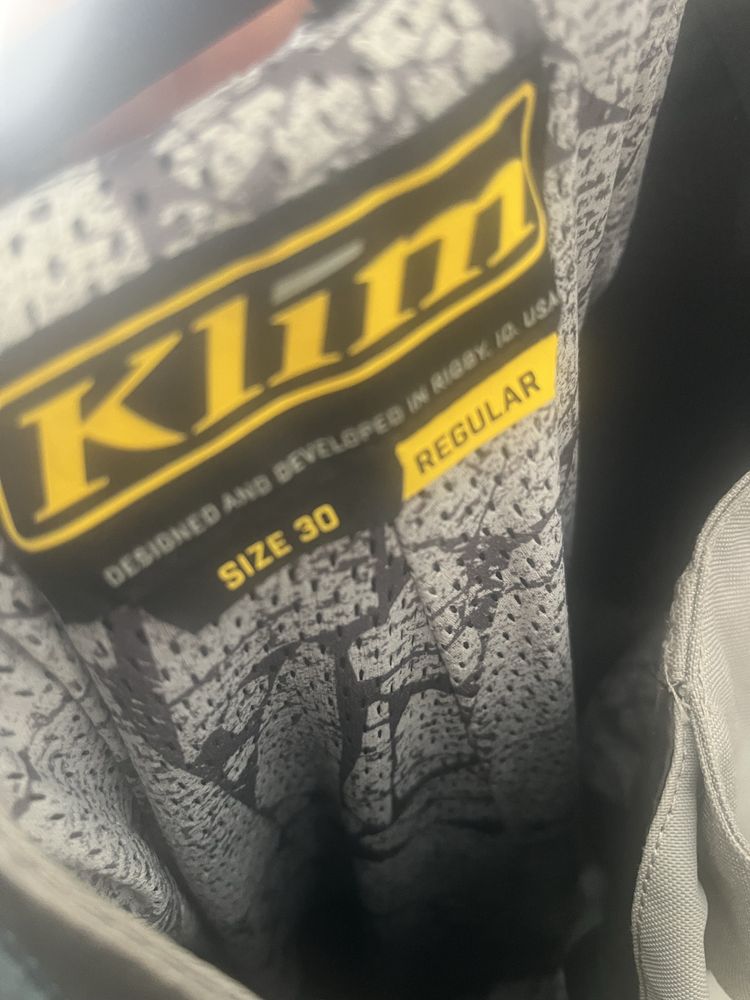 Klim
DESIGNED AND DEVELOPED IN RIGBY, ID, USA
REGULAR
SIZE 30